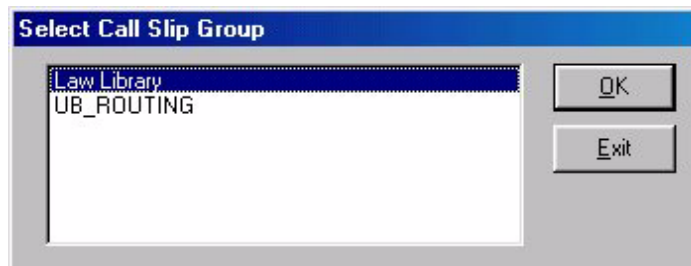 Select Call Slip Group
Law Library
UB_ROUTING
OK
Exit